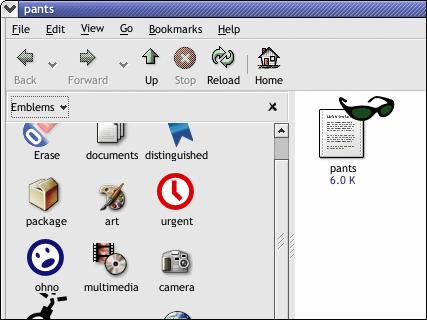 pants
File Edit View Go Bookmarks Help
Back Forward Up Stop Reload Home
Emblems
Erase documents distinguished
package art urgent
ohno multimedia camera
pants
6.0 K